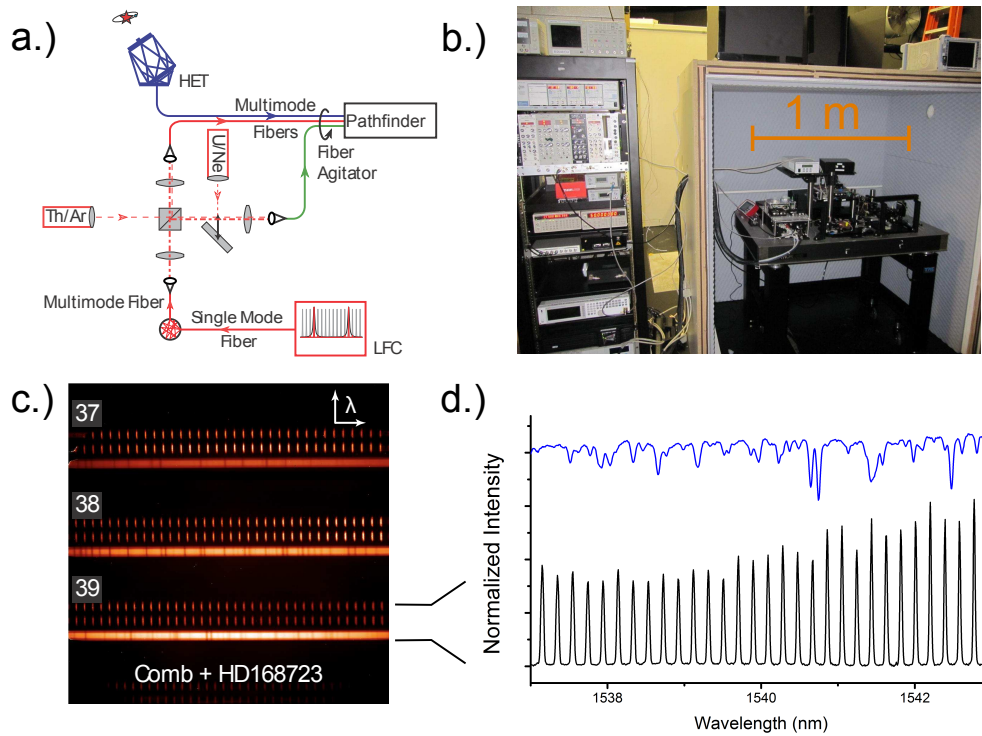 a.)
HET
Multimode
Fibers
Pathfinder
Fiber
Agitator
U/Ne
Th/Ar
Multimode Fiber
Single Mode
Fiber
LFC
b.)
1 m
c.)
37
λ
38
39
Comb + HD168723
d.)
Normalized Intensity
1538
1540
1542
Wavelength (nm)